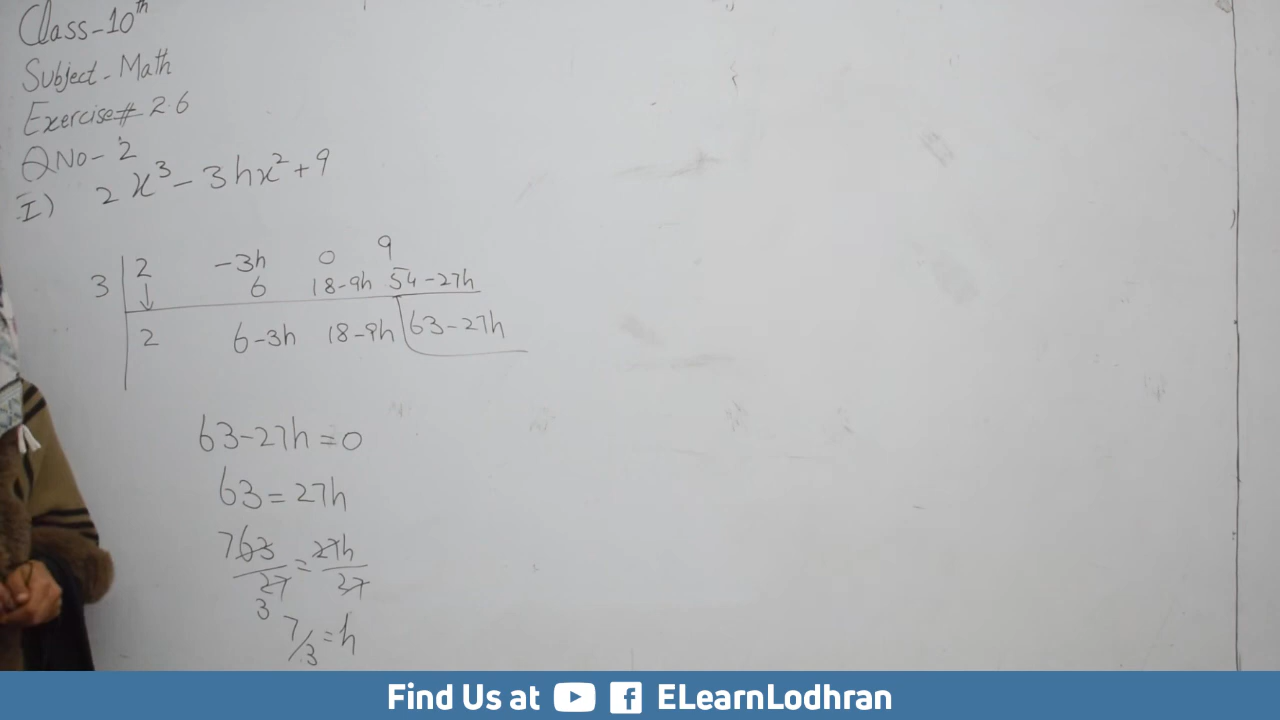 Class-10th
Subject-Math
Exercise# 2.6
QNo-2
I) 2x³-3hx²+9
3 | 2 -3h 0 9
↓ 6 18-9h 54-27h
2 6-3h 18-9h 63-27h
63-27h=0
63=27h
7 63/27 3 = 27h/27
7/3=h
Find Us at ELearnLodhran